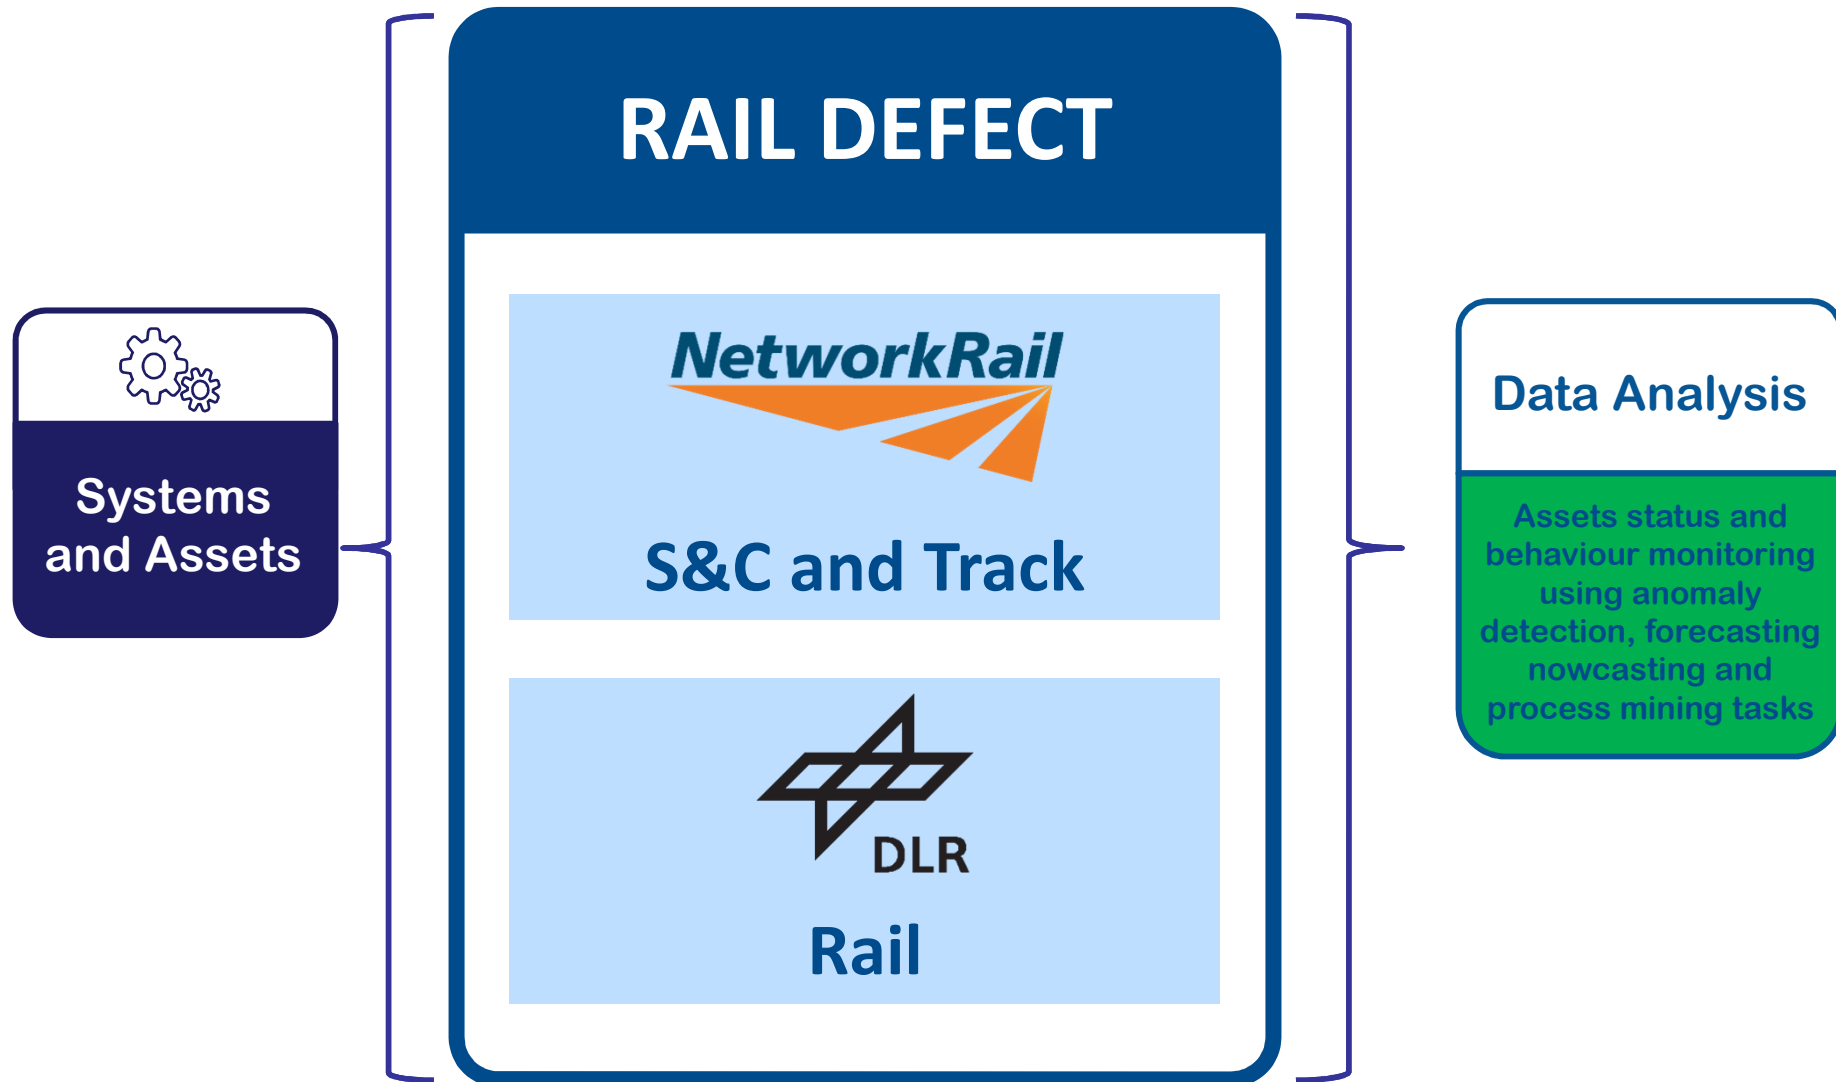 RAIL DEFECT
NetworkRail
S&C and Track
DLR
Rail
Systems
and Assets
Data Analysis
Assets status and
behaviour monitoring
using anomaly
detection, forecasting
nowcasting and
process mining tasks